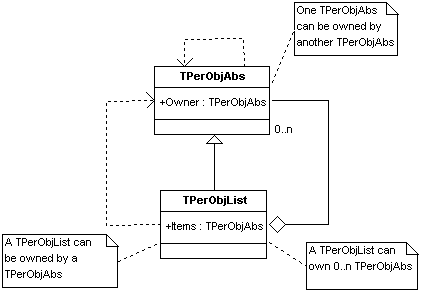 One TPerObjAbs
can be owned by
another TPerObjAbs
TPerObjAbs
+Owner : TPerObjAbs
0..n
TPerObjList
+Items : TPerObjAbs
A TPerObjList can
be owned by a
TPerObjAbs
A TPerObjList can
own 0..n TPerObjAbs